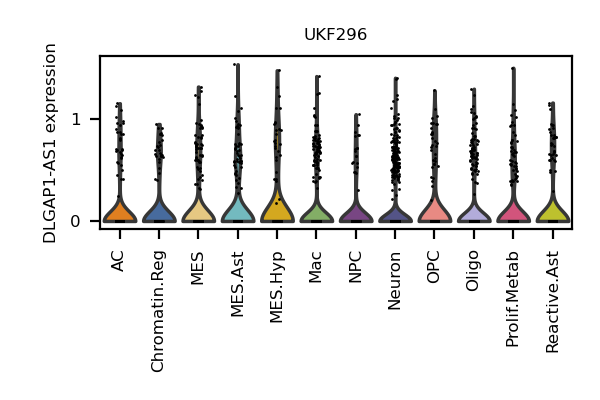 UKF296
DLGAP1-AS1 expression
1
0
AC
Chromatin.Reg
MES
MES.Ast
MES.Hyp
Mac
NPC
Neuron
OPC
Oligo
Prolif.Metab
Reactive.Ast